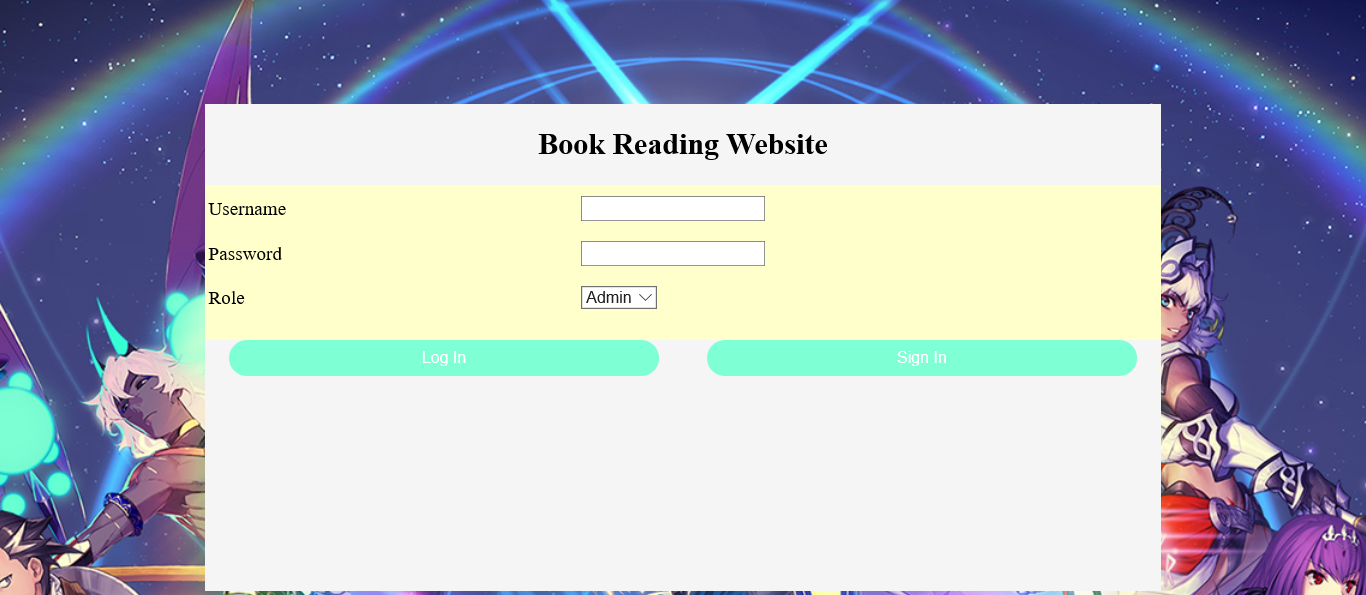 Book Reading Website
Username
Password
Role
Admin
Log In
Sign In